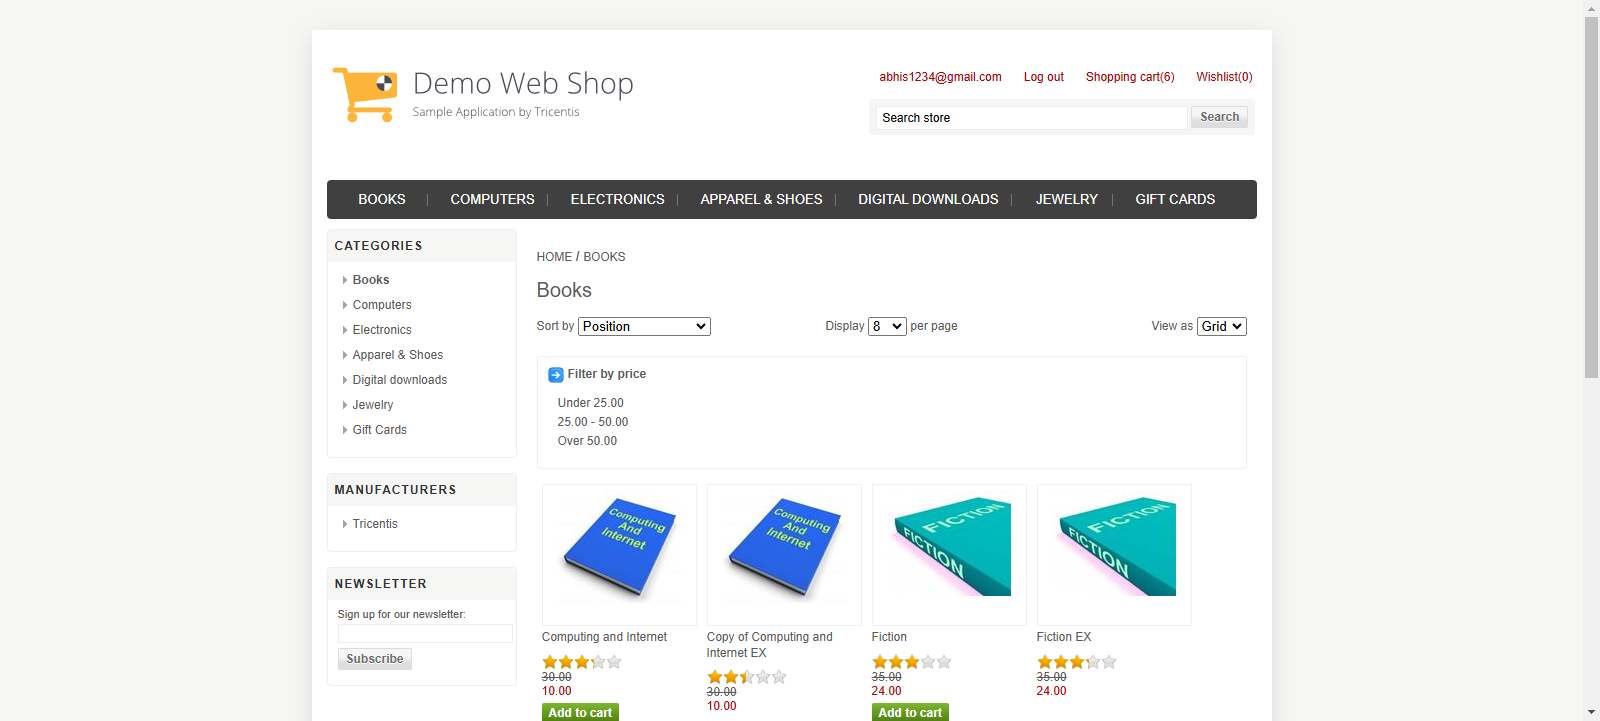 Demo Web Shop
Sample Application by Tricentis
abhis1234@gmail.com Log out Shopping cart(6) Wishlist(0)
Search store Search
BOOKS COMPUTERS ELECTRONICS APPAREL & SHOES DIGITAL DOWNLOADS JEWELRY GIFT CARDS
CATEGORIES
Books
Computers
Electronics
Apparel & Shoes
Digital downloads
Jewelry
Gift Cards
MANUFACTURERS
Tricentis
NEWSLETTER
Sign up for our newsletter:
Subscribe
HOME / BOOKS
Books
Sort by Position Display 8 per page View as Grid
Filter by price
Under 25.00
25.00 - 50.00
Over 50.00
Computing And Internet
Computing and Internet
30.00
10.00
Add to cart
Computing And Internet
Copy of Computing and
Internet EX
30.00
10.00
FICTION
FICTION
Fiction
35.00
24.00
Add to cart
FICTION
FICTION
Fiction EX
35.00
24.00